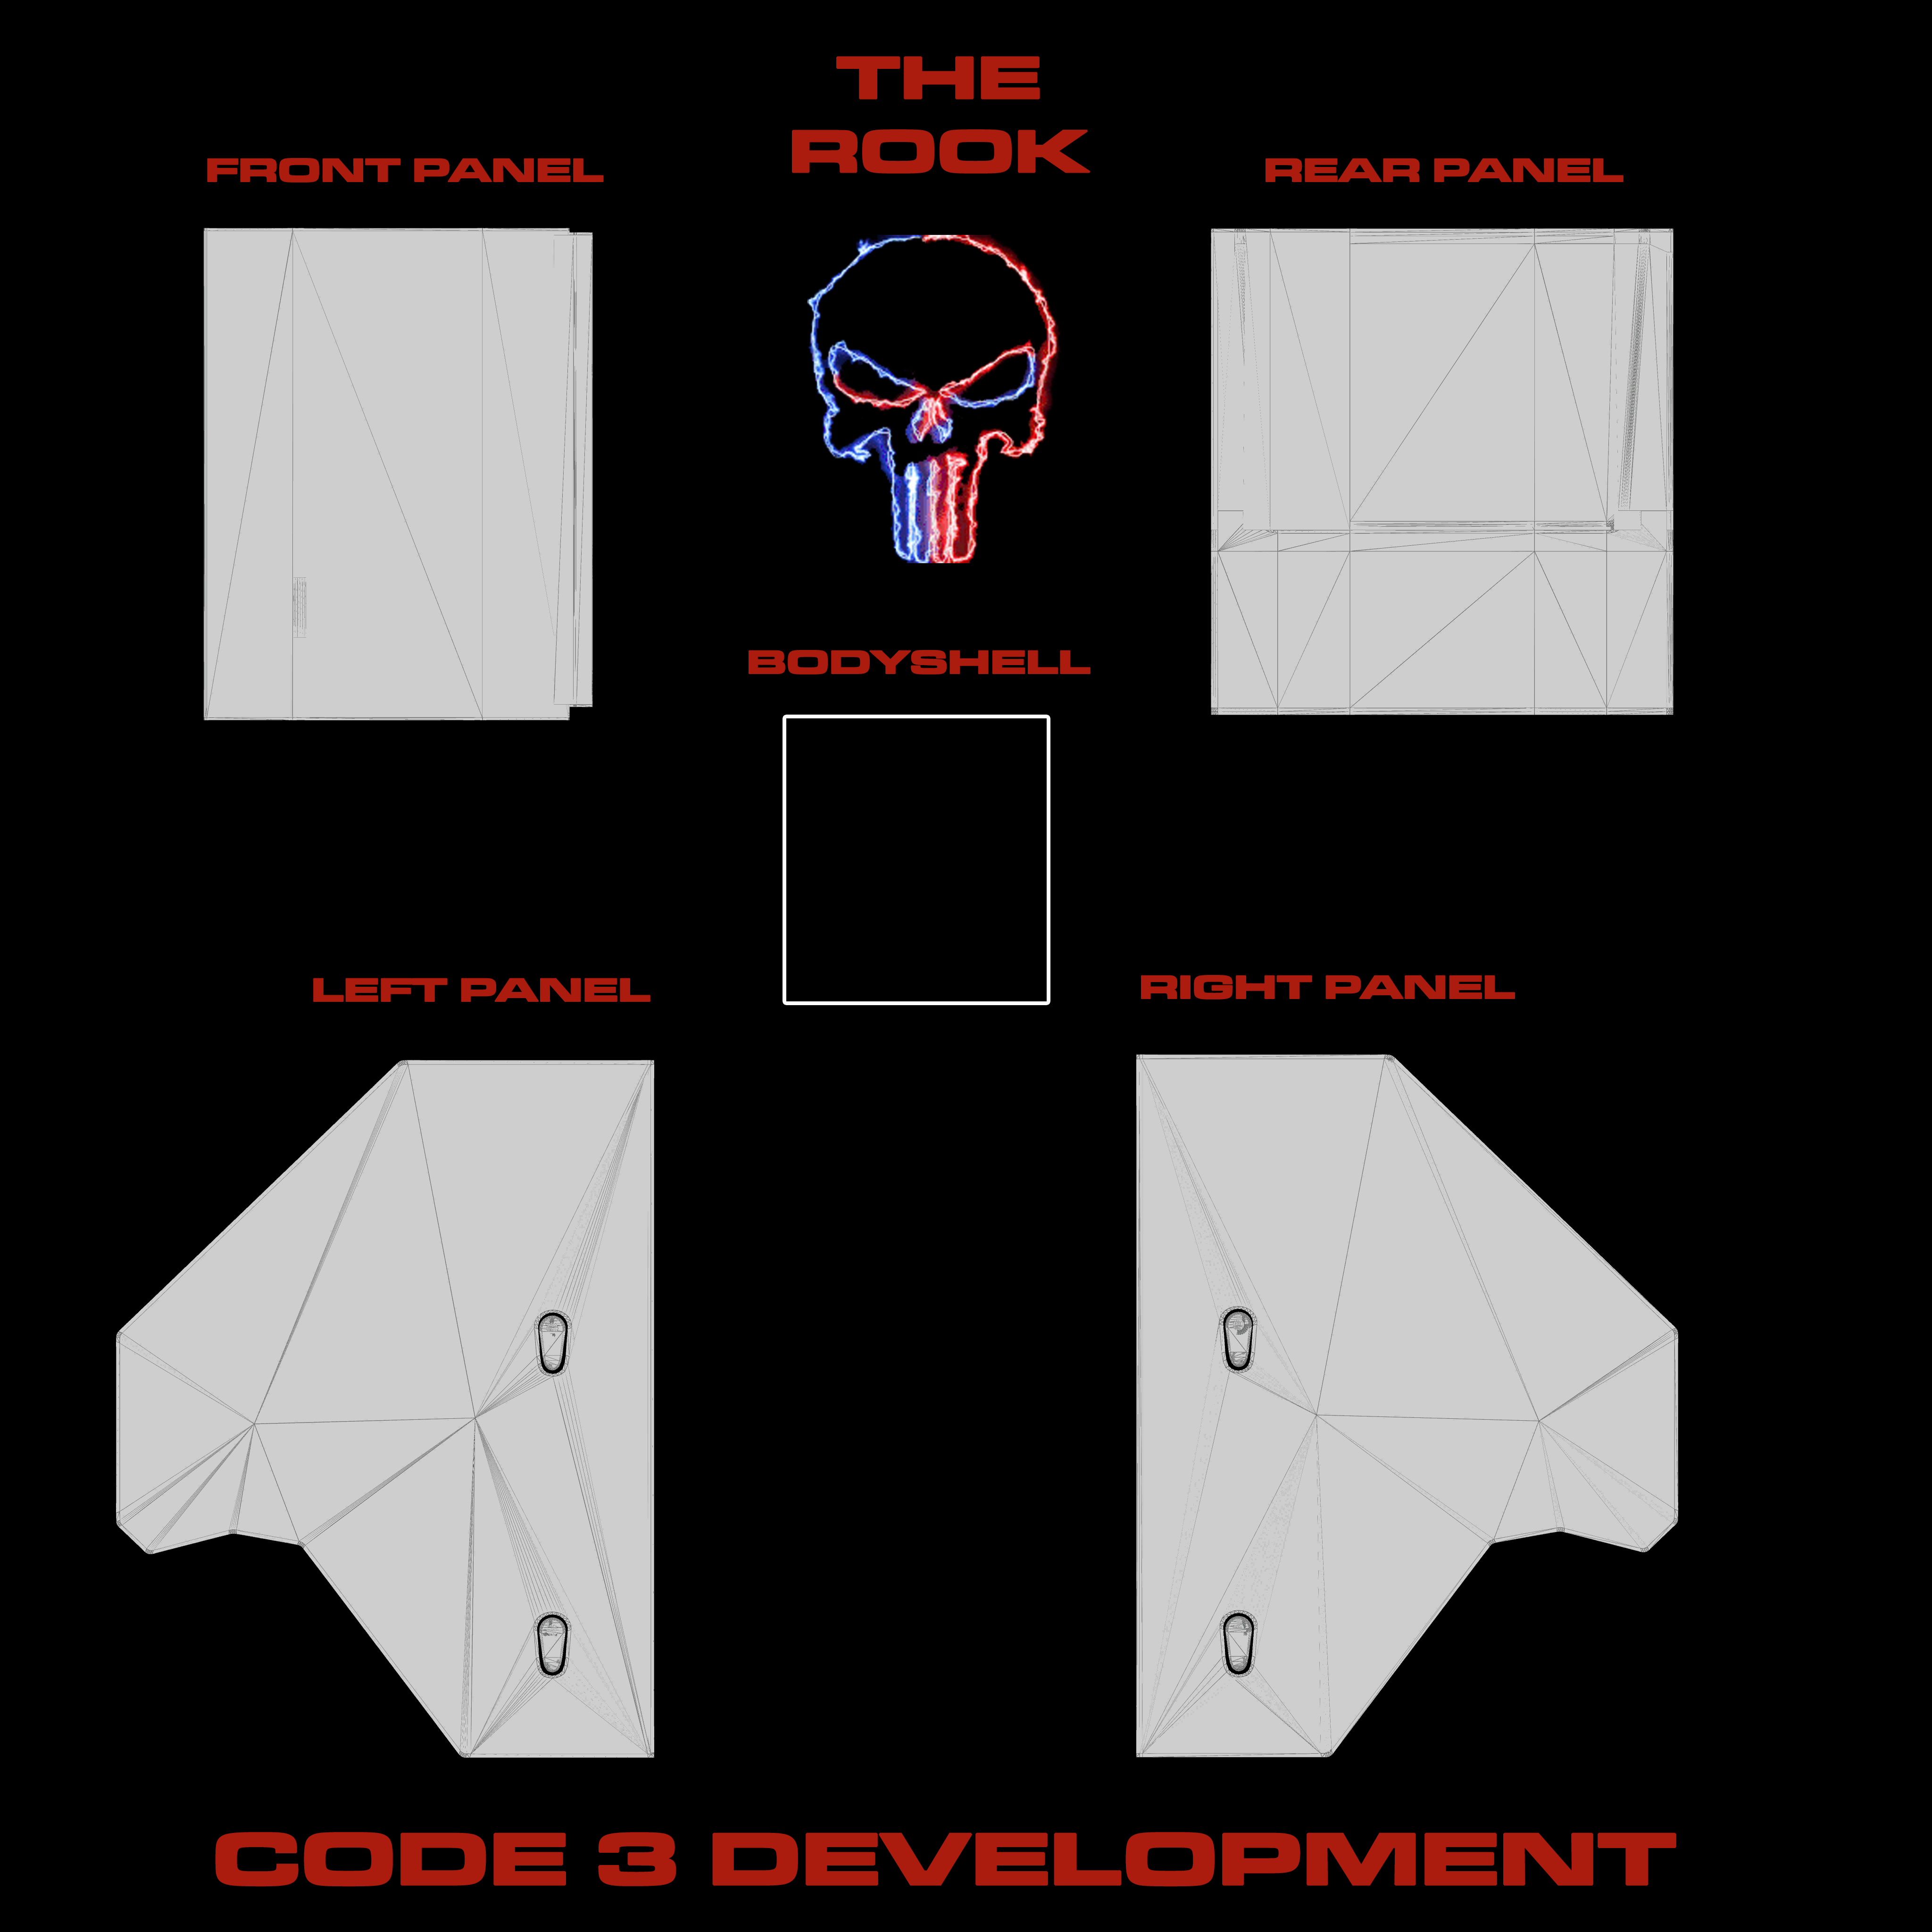 THE
ROOK
FRONT PANEL
REAR PANEL
BODYSHELL
LEFT PANEL
RIGHT PANEL
CODE 3 DEVELOPMENT